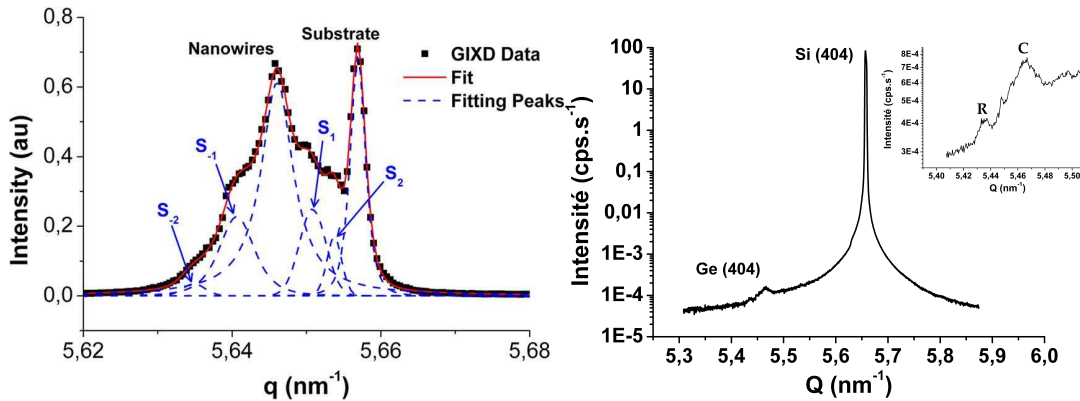 0,8
0,6
0,4
0,2
0,0
Intensity (au)
Nanowires
Substrate
GIXD Data
Fit
Fitting Peaks
S-2
S-1
S1
S2
5,62
5,64
5,66
5,68
q (nm-1)
100
10
1
0,1
0,01
1E-3
1E-4
1E-5
Intensité (cps.s-1)
Si (404)
Ge (404)
5,3
5,4
5,5
5,6
5,7
5,8
5,9
6,0
Q (nm-1)
8E-4
7E-4
6E-4
5E-4
4E-4
3E-4
Intensité (cps.s-1)
R
C
5,40
5,42
5,44
5,46
5,48
5,50
Q (nm-1)